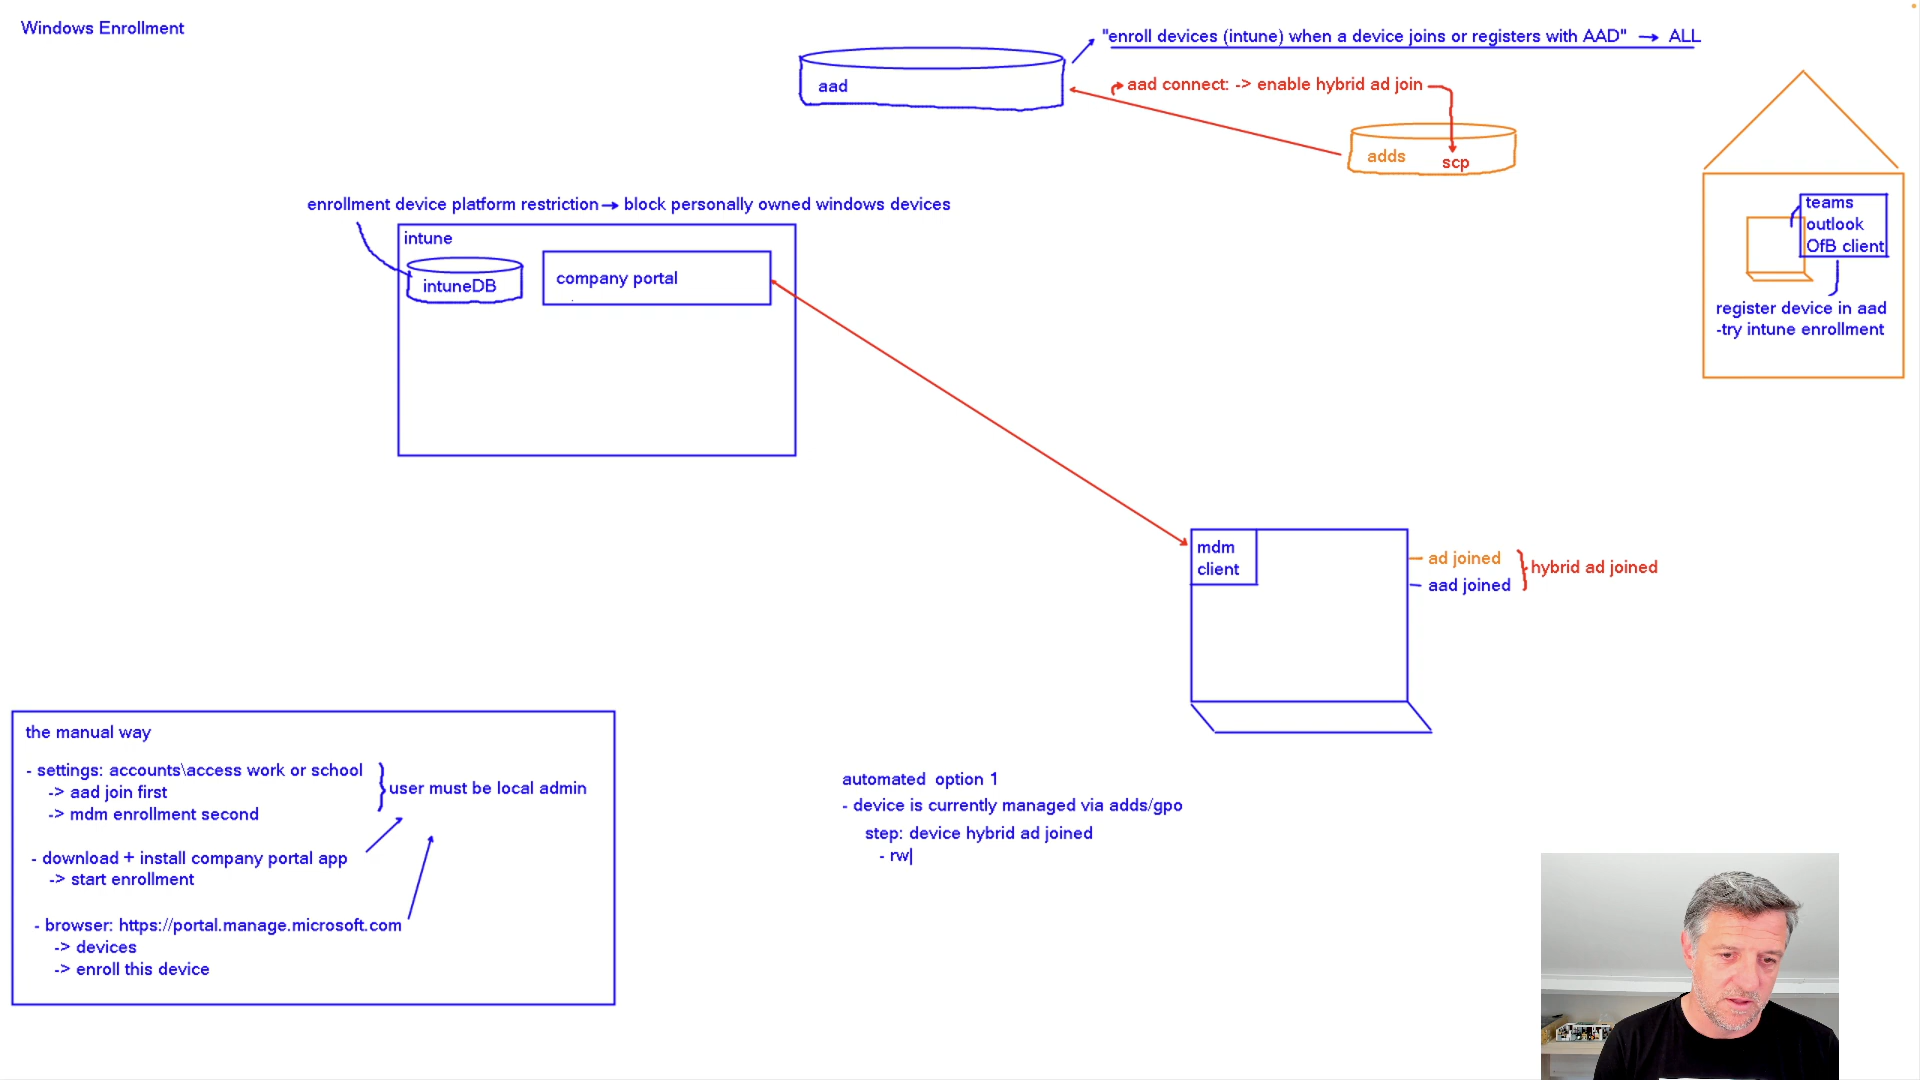 Windows Enrollment
"enroll devices (intune) when a device joins or registers with AAD" → ALL
aad
aad connect: -> enable hybrid ad join
adds scp
teams
outlook
OfB client
register device in aad
-try intune enrollment
enrollment device platform restriction → block personally owned windows devices
intune
intuneDB
company portal
mdm
client
ad joined
aad joined
hybrid ad joined
the manual way
- settings: accounts\access work or school
-> aad join first
-> mdm enrollment second
user must be local admin
- download + install company portal app
-> start enrollment
- browser: https://portal.manage.microsoft.com
-> devices
-> enroll this device
automated option 1
- device is currently managed via adds/gpo
step: device hybrid ad joined
- rw